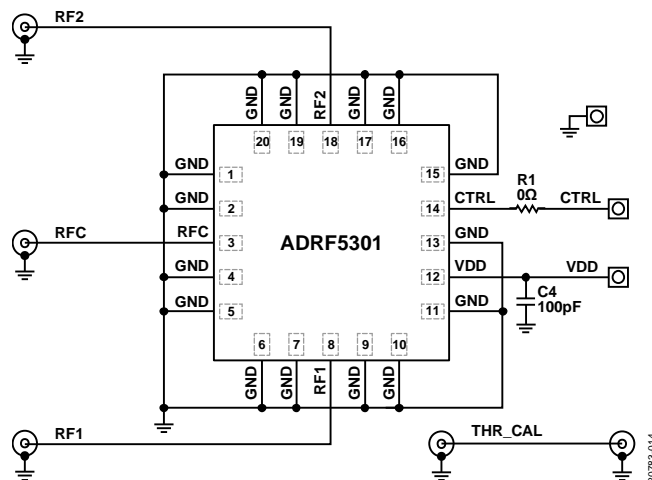 RF2
GND
GND
RF2
GND
GND
20
19
18
17
16
GND
1
15
GND
R1
0Ω
GND
2
14
CTRL
CTRL
RFC
RFC
3
ADRF5301
13
GND
GND
4
12
VDD
VDD
C4
100pF
GND
5
11
GND
6
7
8
9
10
GND
GND
RF1
GND
GND
RF1
THR_CAL
20783-014